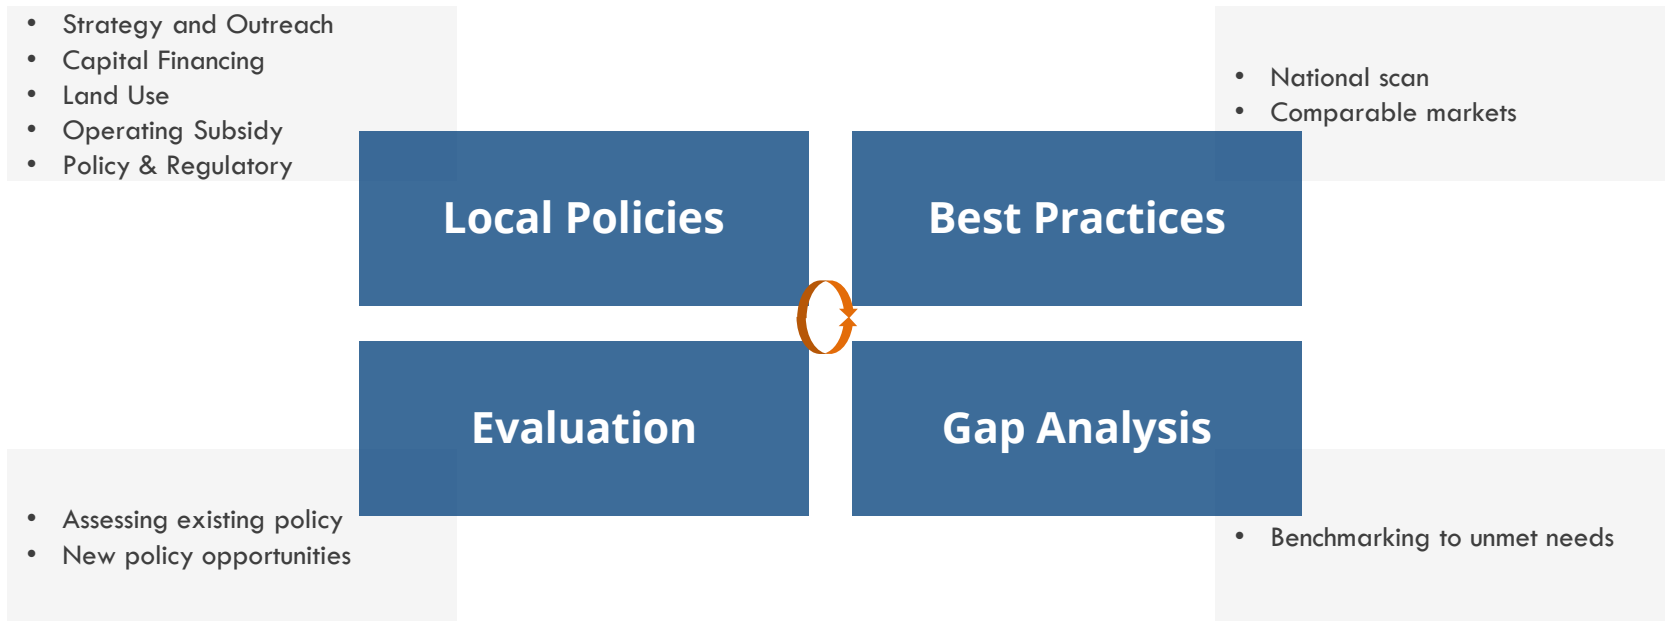 • Strategy and Outreach
• Capital Financing
• Land Use
• Operating Subsidy
• Policy & Regulatory
• National scan
• Comparable markets
Local Policies
Best Practices
Evaluation
Gap Analysis
• Assessing existing policy
• New policy opportunities
• Benchmarking to unmet needs